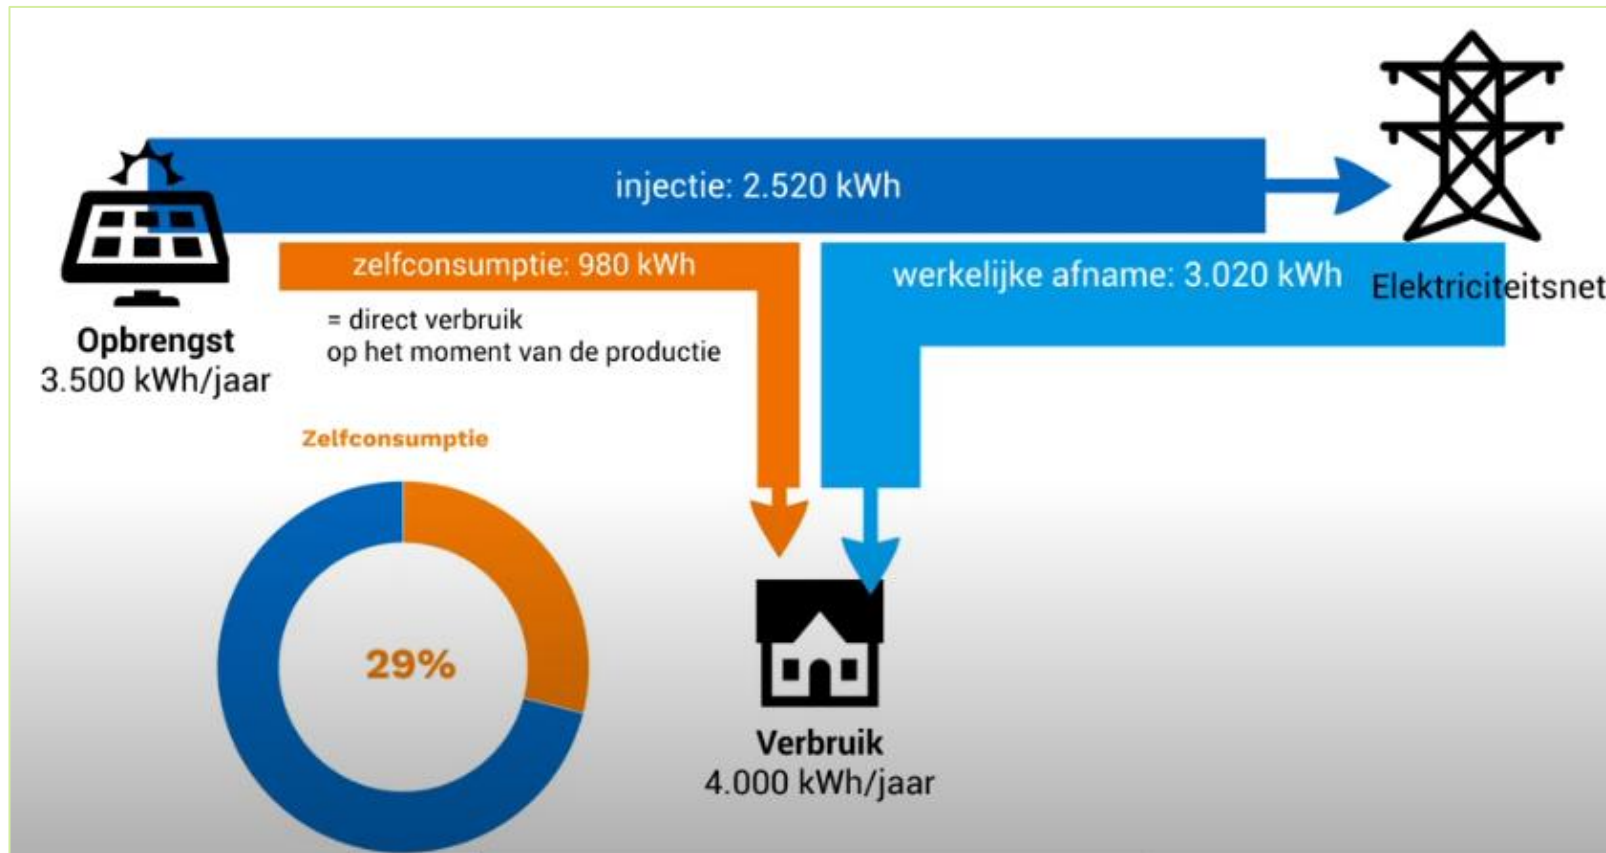 injectie: 2.520 kWh
zelfconsumptie: 980 kWh
werkelijke afname: 3.020 kWh
Elektriciteitsnet
= direct verbruik
op het moment van de productie
Opbrengst
3.500 kWh/jaar
Zelfconsumptie
29%
Verbruik
4.000 kWh/jaar